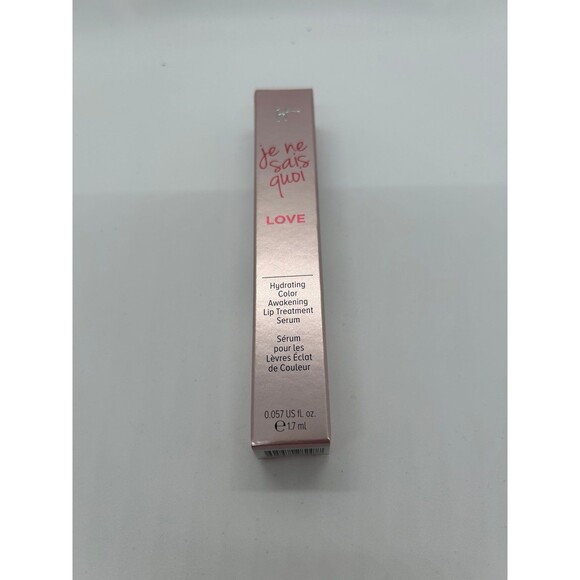 je ne
sais
quoi
LOVE
Hydrating
Color
Awakening
Lip Treatment
Serum
Sérum
pour les
Lèvres Éclat
de Couleur
0.057 US fl. oz.
℮1.7 ml